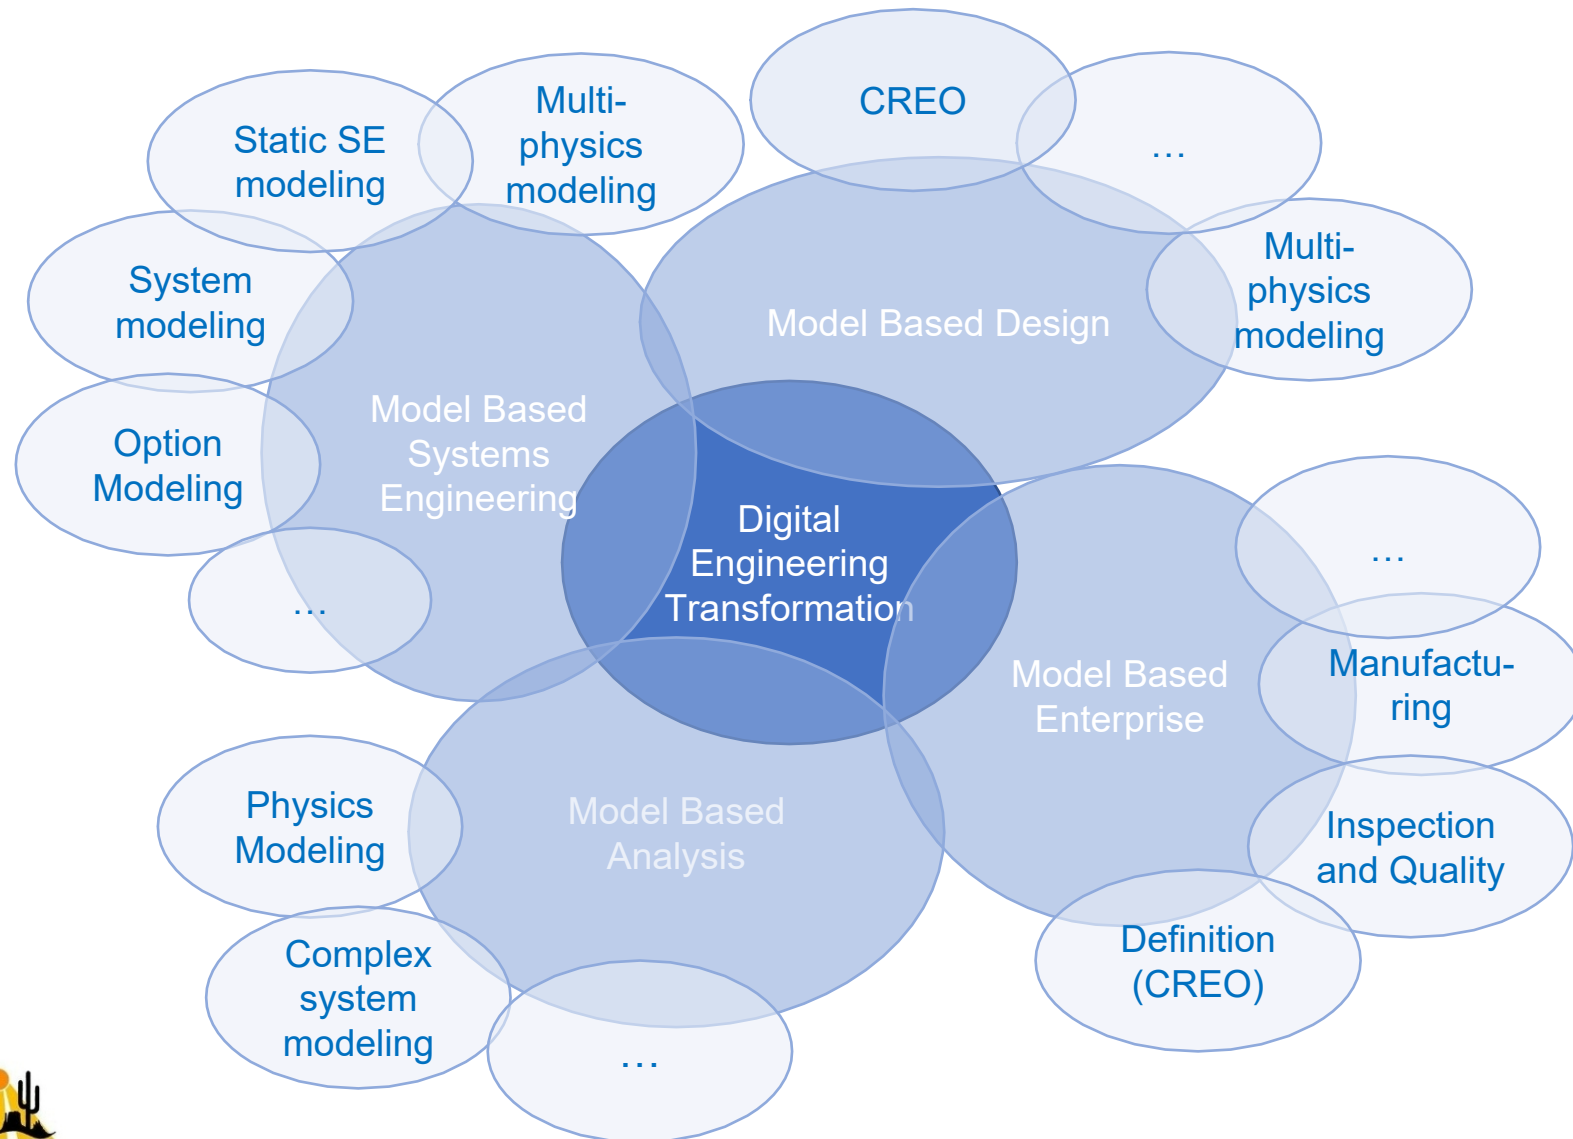 CREO
Multi-
physics
modeling
Static SE
modeling
...
System
modeling
Multi-
physics
modeling
Model Based Design
Model Based
Systems
Engineering
Option
Modeling
...
Digital
Engineering
Transformation
...
Manufactu-
ring
Model Based
Enterprise
Physics
Modeling
Model Based
Analysis
Inspection
and Quality
Complex
system
modeling
...
Definition
(CREO)